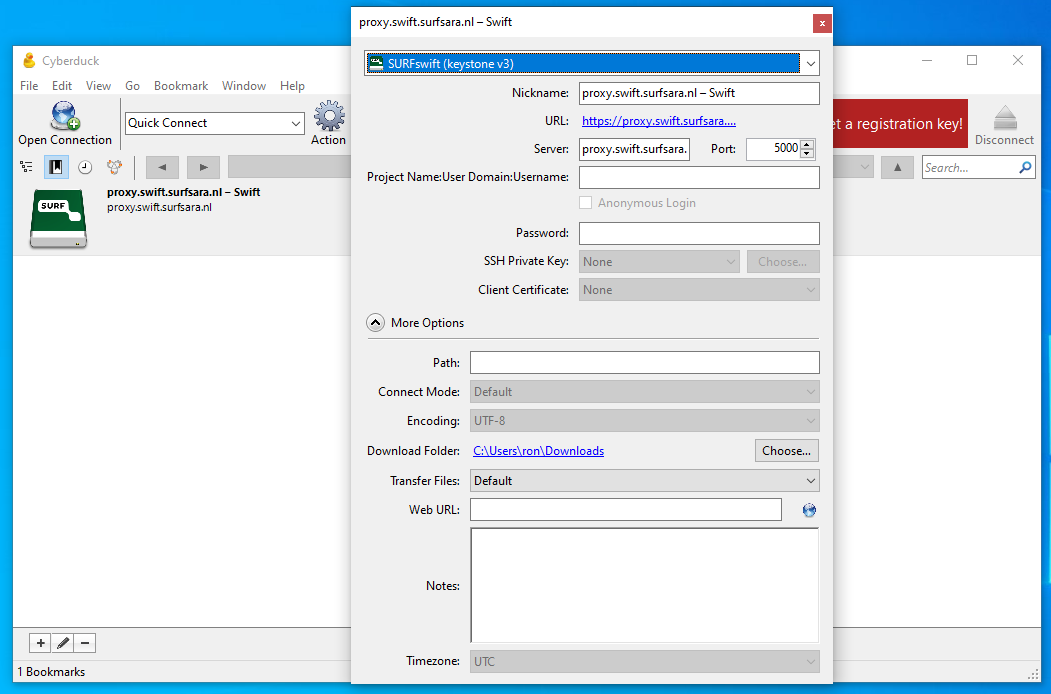 proxy.swift.surfsara.nl – Swift
x
Cyberduck
File Edit View Go Bookmark Window Help
Open Connection
Quick Connect
Action
et a registration key!
Disconnect
Search...
SURF
proxy.swift.surfsara.nl – Swift
proxy.swift.surfsara.nl
SURFswift (keystone v3)
Nickname: proxy.swift.surfsara.nl – Swift
URL: https://proxy.swift.surfsara....
Server: proxy.swift.surfsara. Port: 5000
Project Name:User Domain:Username:
Anonymous Login
Password:
SSH Private Key: None Choose...
Client Certificate: None
More Options
Path:
Connect Mode: Default
Encoding: UTF-8
Download Folder: C:\Users\ron\Downloads Choose...
Transfer Files: Default
Web URL:
Notes:
Timezone: UTC
1 Bookmarks